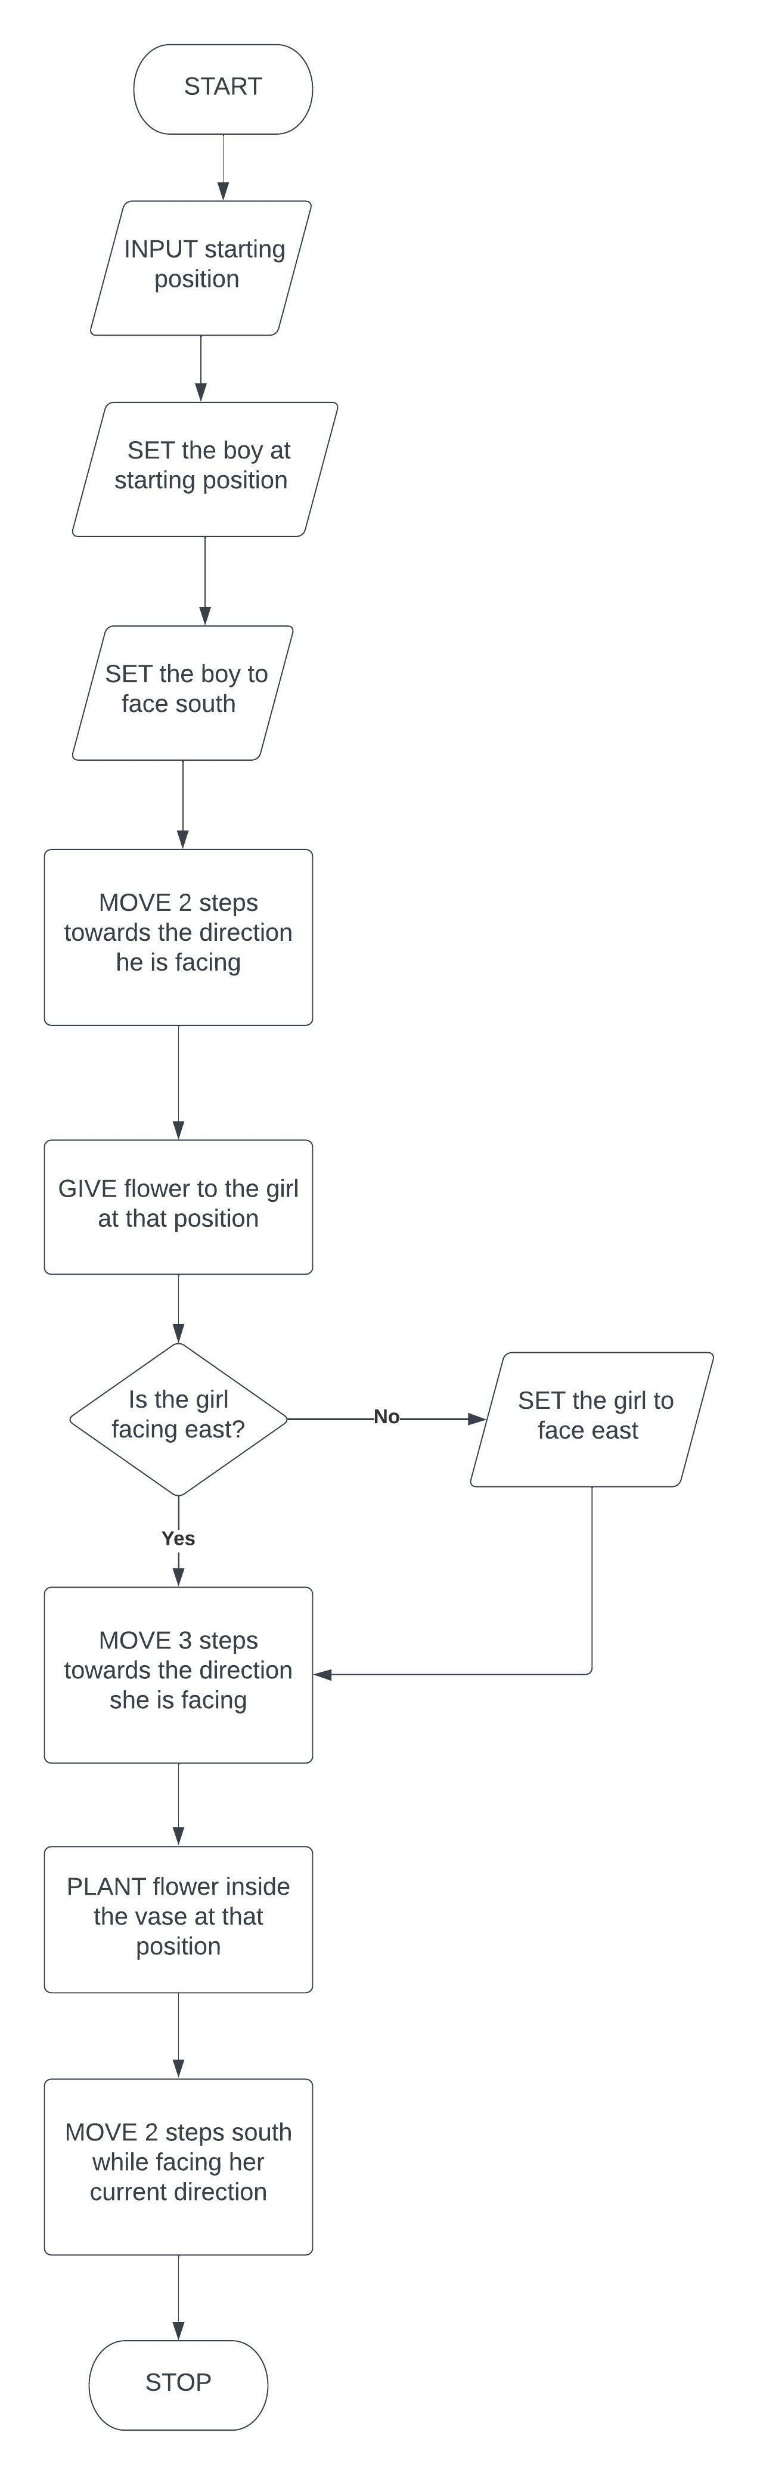 START
INPUT starting
position
SET the boy at
starting position
SET the boy to
face south
MOVE 2 steps
towards the direction
he is facing
GIVE flower to the girl
at that position
Is the girl
facing east?
No
SET the girl to
face east
Yes
MOVE 3 steps
towards the direction
she is facing
PLANT flower inside
the vase at that
position
MOVE 2 steps south
while facing her
current direction
STOP